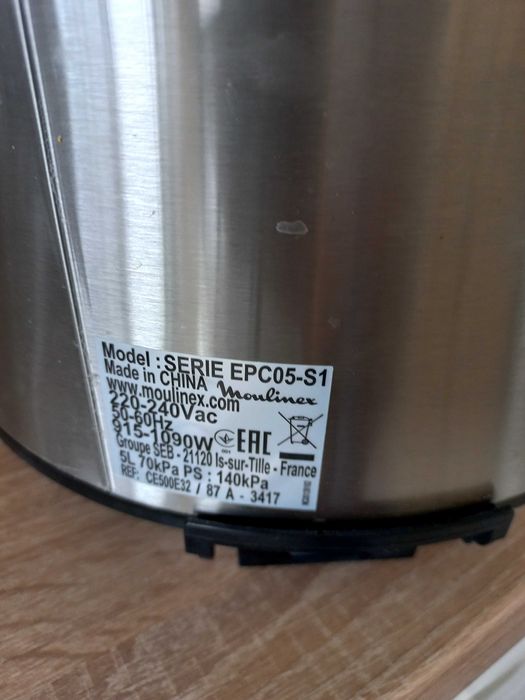 Model : SERIE EPC05-S1
Made in CHINA Moulinex
www.moulinex.com
220-240Vac
50-60Hz
915-1090W EAC
Groupe SEB - 21120 Is-sur-Tille - France
5L 70kPa PS : 140kPa
REF: CE500E32 / 87 A - 3417